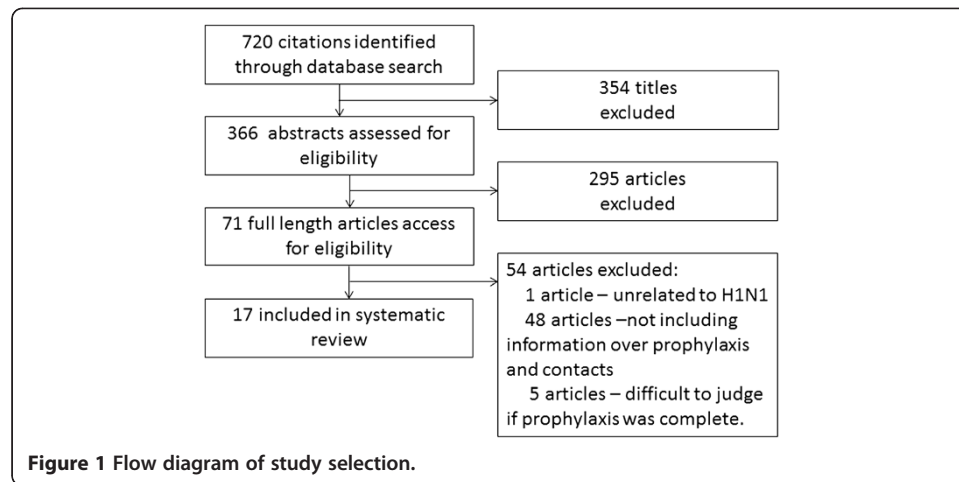 720 citations identified
through database search
354 titles
excluded
366 abstracts assessed for
eligibility
295 articles
excluded
71 full length articles access
for eligibility
54 articles excluded:
1 article – unrelated to H1N1
48 articles –not including
information over prophylaxis
and contacts
5 articles – difficult to judge
if prophylaxis was complete.
17 included in systematic
review
Figure 1 Flow diagram of study selection.